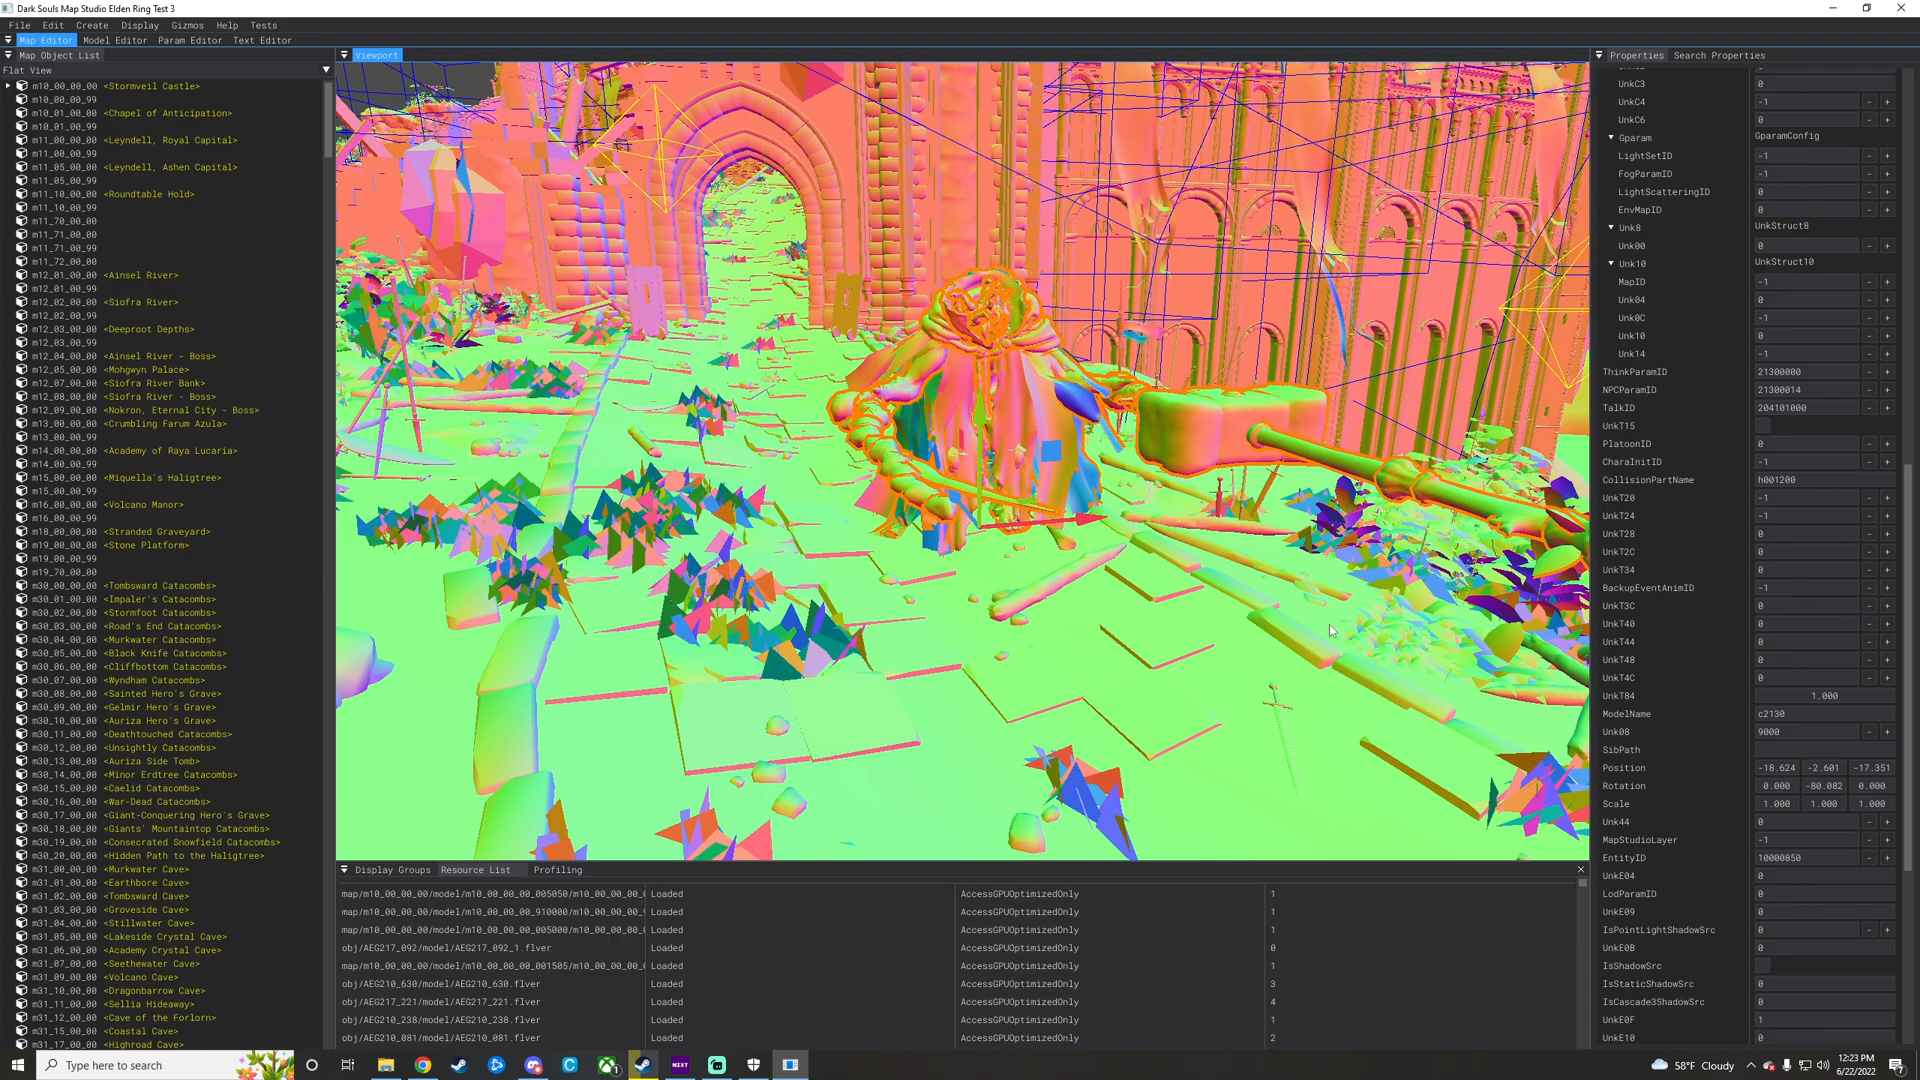 Dark Souls Map Studio Elden Ring Test 3
File Edit Create Display Gizmos Help Tests
Map Editor Model Editor Param Editor Text Editor
Map Object List
Flat View
m10_00_00_00 <Stormveil Castle>
m10_00_00_99
m10_01_00_00 <Chapel of Anticipation>
m10_01_00_99
m11_00_00_00 <Leyndell, Royal Capital>
m11_00_00_99
m11_05_00_00 <Leyndell, Ashen Capital>
m11_05_00_99
m11_10_00_00 <Roundtable Hold>
m11_10_00_99
m11_70_00_00
m11_71_00_00
m11_71_00_99
m11_72_00_00
m12_01_00_00 <Ainsel River>
m12_01_00_99
m12_02_00_00 <Siofra River>
m12_02_00_99
m12_03_00_00 <Deeproot Depths>
m12_03_00_99
m12_04_00_00 <Ainsel River - Boss>
m12_05_00_00 <Mohgwyn Palace>
m12_07_00_00 <Siofra River Bank>
m12_08_00_00 <Siofra River - Boss>
m12_09_00_00 <Nokron, Eternal City - Boss>
m13_00_00_00 <Crumbling Farum Azula>
m13_00_00_99
m14_00_00_00 <Academy of Raya Lucaria>
m14_00_00_99
m15_00_00_00 <Miquella's Haligtree>
m15_00_00_99
m16_00_00_00 <Volcano Manor>
m16_00_00_99
m18_00_00_00 <Stranded Graveyard>
m19_00_00_00 <Stone Platform>
m19_00_00_99
m19_70_00_00
m30_00_00_00 <Tombsward Catacombs>
m30_01_00_00 <Impaler's Catacombs>
m30_02_00_00 <Stormfoot Catacombs>
m30_03_00_00 <Road's End Catacombs>
m30_04_00_00 <Murkwater Catacombs>
m30_05_00_00 <Black Knife Catacombs>
m30_06_00_00 <Cliffbottom Catacombs>
m30_07_00_00 <Wyndham Catacombs>
m30_08_00_00 <Sainted Hero's Grave>
m30_09_00_00 <Gelmir Hero's Grave>
m30_10_00_00 <Auriza Hero's Grave>
m30_11_00_00 <Deathtouched Catacombs>
m30_12_00_00 <Unsightly Catacombs>
m30_13_00_00 <Auriza Side Tomb>
m30_14_00_00 <Minor Erdtree Catacombs>
m30_15_00_00 <Caelid Catacombs>
m30_16_00_00 <War-Dead Catacombs>
m30_17_00_00 <Giant-Conquering Hero's Grave>
m30_18_00_00 <Giants' Mountaintop Catacombs>
m30_19_00_00 <Consecrated Snowfield Catacombs>
m30_20_00_00 <Hidden Path to the Haligtree>
m31_00_00_00 <Murkwater Cave>
m31_01_00_00 <Earthbore Cave>
m31_02_00_00 <Tombsward Cave>
m31_03_00_00 <Groveside Cave>
m31_04_00_00 <Stillwater Cave>
m31_05_00_00 <Lakeside Crystal Cave>
m31_06_00_00 <Academy Crystal Cave>
m31_07_00_00 <Seethewater Cave>
m31_09_00_00 <Volcano Cave>
m31_10_00_00 <Dragonbarrow Cave>
m31_11_00_00 <Sellia Hideaway>
m31_12_00_00 <Cave of the Forlorn>
m31_15_00_00 <Coastal Cave>
m31_17_00_00 <Highroad Cave>
Viewport
Display Groups Resource List Profiling
map/m10_00_00_00/model/m10_00_00_00_005050/m10_00_00_00_ Loaded AccessGPUOptimizedOnly 1
map/m10_00_00_00/model/m10_00_00_00_910000/m10_00_00_00_ Loaded AccessGPUOptimizedOnly 1
map/m10_00_00_00/model/m10_00_00_00_005000/m10_00_00_00_ Loaded AccessGPUOptimizedOnly 1
obj/AEG217_092/model/AEG217_092_1.flver Loaded AccessGPUOptimizedOnly 0
map/m10_00_00_00/model/m10_00_00_00_001505/m10_00_00_00_ Loaded AccessGPUOptimizedOnly 1
obj/AEG210_630/model/AEG210_630.flver Loaded AccessGPUOptimizedOnly 3
obj/AEG217_221/model/AEG217_221.flver Loaded AccessGPUOptimizedOnly 4
obj/AEG210_238/model/AEG210_238.flver Loaded AccessGPUOptimizedOnly 1
obj/AEG210_081/model/AEG210_081.flver Loaded AccessGPUOptimizedOnly 2
Properties Search Properties
UnkC3 0
UnkC4 -1 - +
UnkC6 0
Gparam GparamConfig
LightSetID -1 - +
FogParamID -1 - +
LightScatteringID 0 - +
EnvMapID 0 - +
Unk8 UnkStruct8
Unk00 0 - +
Unk10 UnkStruct10
MapID -1 - +
Unk04 0 - +
Unk0C -1 - +
Unk10 0 - +
Unk14 -1 - +
ThinkParamID 21300000 - +
NPCParamID 21300014 - +
TalkID 204101000 - +
UnkT15
PlatoonID 0 - +
CharaInitID -1 - +
CollisionPartName h001200
UnkT20 -1 - +
UnkT24 -1 - +
UnkT28 0 - +
UnkT2C 0 - +
UnkT34 0 - +
BackupEventAnimID -1 - +
UnkT3C 0 - +
UnkT40 0 - +
UnkT44 0 - +
UnkT48 0 - +
UnkT4C 0 - +
UnkT84 1.000
ModelName c2130
Unk08 9000 - +
SibPath
Position -18.624 -2.601 -17.351
Rotation 0.000 -80.082 0.000
Scale 1.000 1.000 1.000
Unk44 0 - +
MapStudioLayer -1 - +
EntityID 10000850 - +
UnkE04 0
LodParamID 0
UnkE09 0
IsPointLightShadowSrc 0 - +
UnkE0B 0
IsShadowSrc
IsStaticShadowSrc 0
IsCascade3ShadowSrc 0
UnkE0F 1
UnkE10 0
Type here to search
NZXT
58°F Cloudy
12:23 PM
6/22/2022